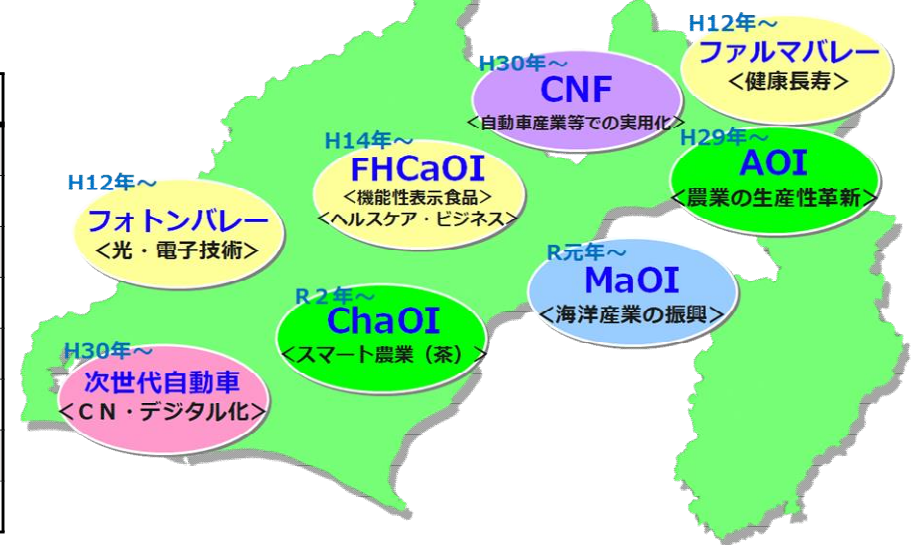 H12年～
ファルマバレー
＜健康長寿＞
H30年～
CNF
＜自動車産業等での実用化＞
H29年～
AOI
＜農業の生産性革新＞
H14年～
FHCaOI
＜機能性表示食品＞
＜ヘルスケア・ビジネス＞
H12年～
フォトンバレー
＜光・電子技術＞
R元年～
MaOI
＜海洋産業の振興＞
R２年～
ChaOI
＜スマート農業（茶）＞
H30年～
次世代自動車
＜ＣＮ・デジタル化＞